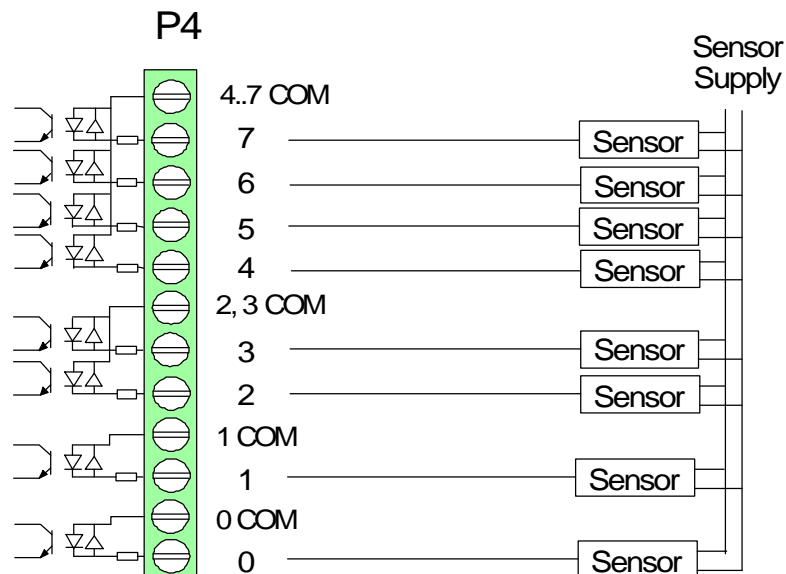 P4
Sensor
Supply
4..7 COM
7 Sensor
6 Sensor
5 Sensor
4 Sensor
2, 3 COM
3 Sensor
2 Sensor
1 COM
1 Sensor
0 COM
0 Sensor